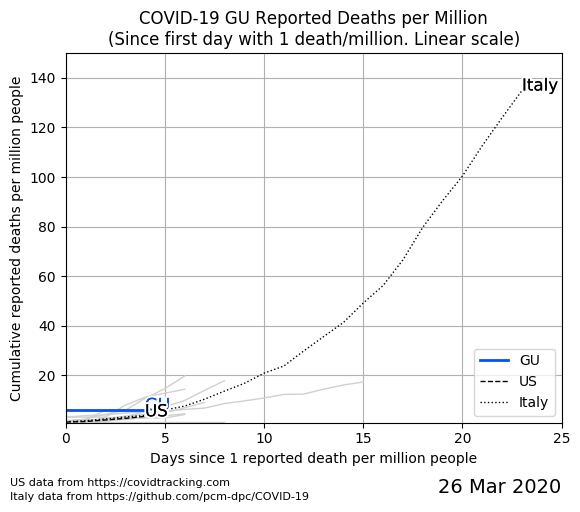 COVID-19 GU Reported Deaths per Million
(Since first day with 1 death/million. Linear scale)
Cumulative reported deaths per million people
140
120
100
80
60
40
20
Italy
GU
US
GU
US
Italy
0
5
10
15
20
25
Days since 1 reported death per million people
US data from https://covidtracking.com
Italy data from https://github.com/pcm-dpc/COVID-19
26 Mar 2020